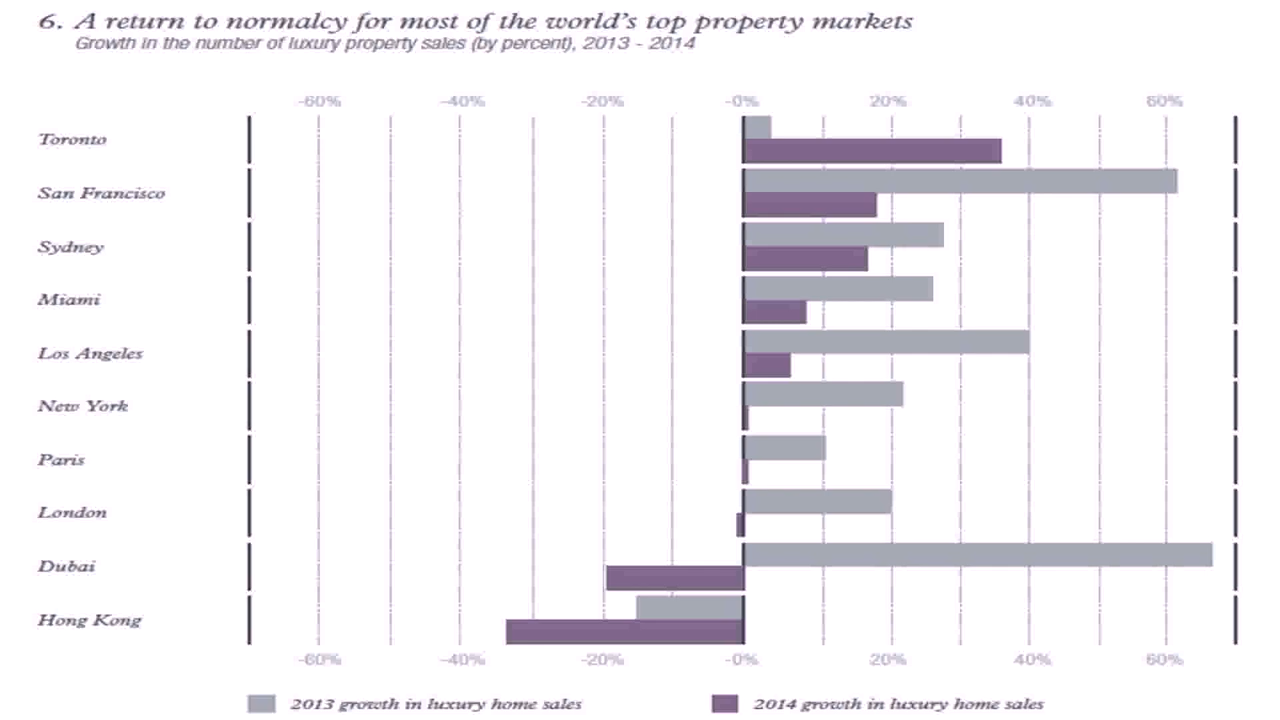 6. A return to normalcy for most of the world's top property markets
Growth in the number of luxury property sales (by percent), 2013 - 2014
-60% -40% -20% -0% 20% 40% 60%
Toronto
San Francisco
Sydney
Miami
Los Angeles
New York
Paris
London
Dubai
Hong Kong
-60% -40% -20% -0% 20% 40% 60%
2013 growth in luxury home sales 2014 growth in luxury home sales